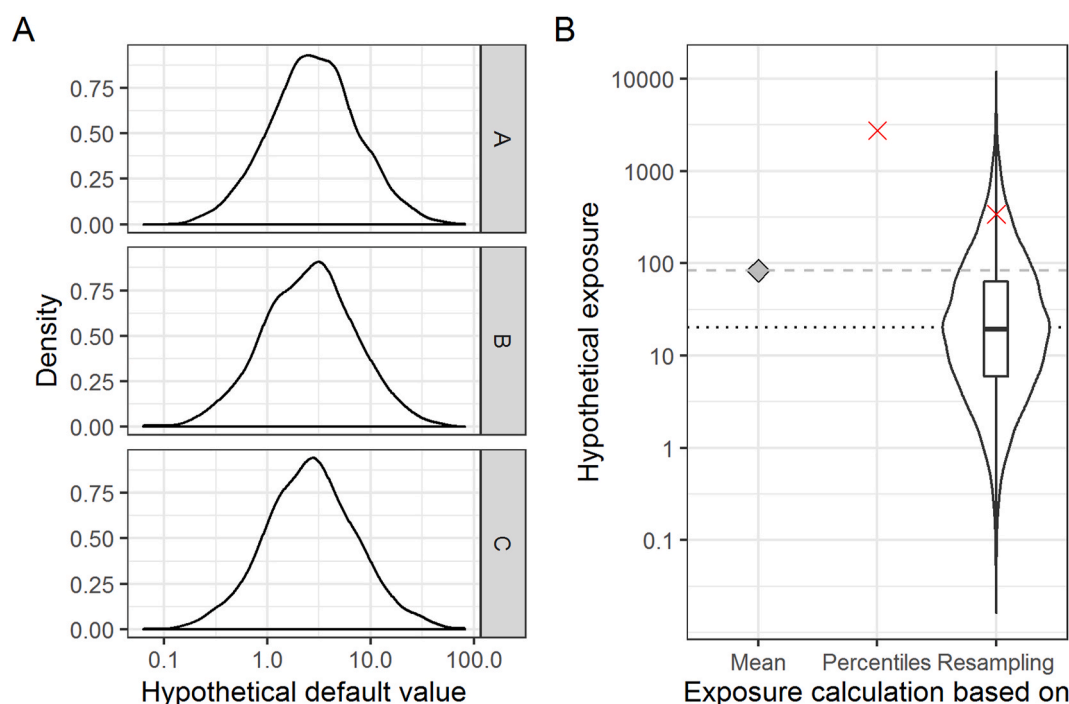 A
0.75
0.50
0.25
0.00
A
0.75
0.50
0.25
0.00
B
0.75
0.50
0.25
0.00
C
Density
0.1 1.0 10.0 100.0
Hypothetical default value
B
10000
1000
100
10
1
0.1
Hypothetical exposure
Mean Percentiles Resampling
Exposure calculation based on